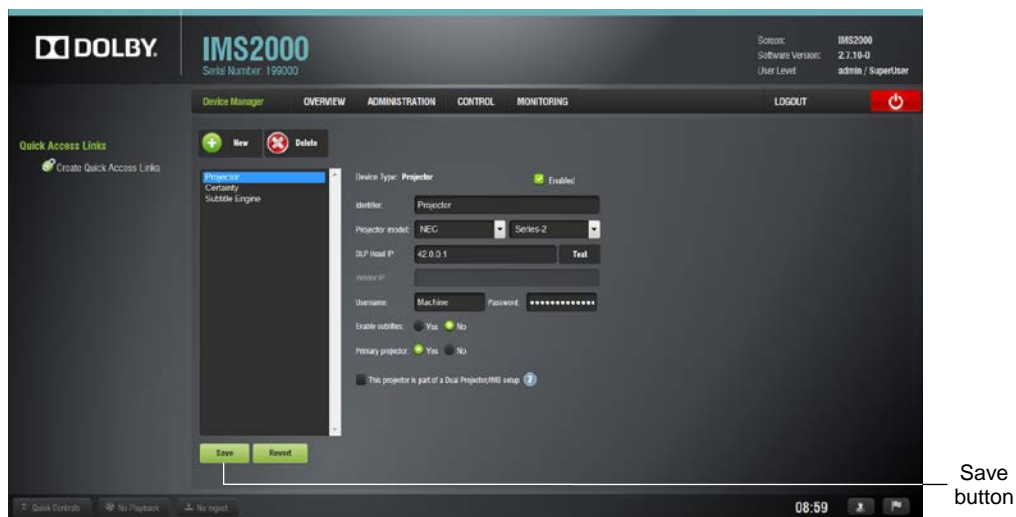 DOLBY.
IMS2000
Serial Number: 199000
Screen: IMS2000
Software Version: 2.7.10-0
User Level: admin / SuperUser
Device Manager OVERVIEW ADMINISTRATION CONTROL MONITORING LOGOUT
Quick Access Links
Create Quick Access Links
New Delete
Projector
Certainty
Subtitle Engine
Device Type: Projector Enabled
Identifier: Projector
Projector model: NEC Series-2
DLP Head IP: 42.0.0.1 Test
Vendor IP:
Username: Machine Password: •••••••••••••
Enable subtitles: Yes No
Primary projector: Yes No
This projector is part of a Dual Projector/IMB setup ?
Save Revert
Save
button
Quick Controls No Playback No Ingest 08:59